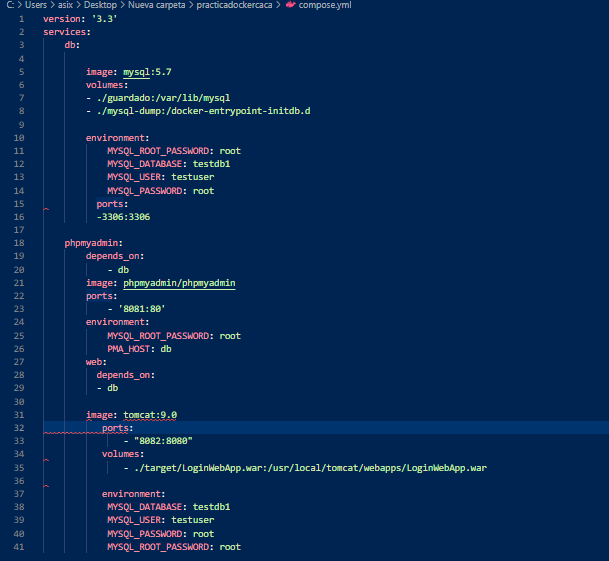 C: > Users > asix > Desktop > Nueva carpeta > practicadockercaca > compose.yml
1 version: '3.3'
2 services:
3 db:
4
5 image: mysql:5.7
6 volumes:
7 - ./guardado:/var/lib/mysql
8 - ./mysql-dump:/docker-entrypoint-initdb.d
9
10 environment:
11 MYSQL_ROOT_PASSWORD: root
12 MYSQL_DATABASE: testdb1
13 MYSQL_USER: testuser
14 MYSQL_PASSWORD: root
15 ports:
16 -3306:3306
17
18 phpmyadmin:
19 depends_on:
20 - db
21 image: phpmyadmin/phpmyadmin
22 ports:
23 - '8081:80'
24 environment:
25 MYSQL_ROOT_PASSWORD: root
26 PMA_HOST: db
27 web:
28 depends_on:
29 - db
30
31 image: tomcat:9.0
32 ports:
33 - "8082:8080"
34 volumes:
35 - ./target/LoginWebApp.war:/usr/local/tomcat/webapps/LoginWebApp.war
36
37 environment:
38 MYSQL_DATABASE: testdb1
39 MYSQL_USER: testuser
40 MYSQL_PASSWORD: root
41 MYSQL_ROOT_PASSWORD: root